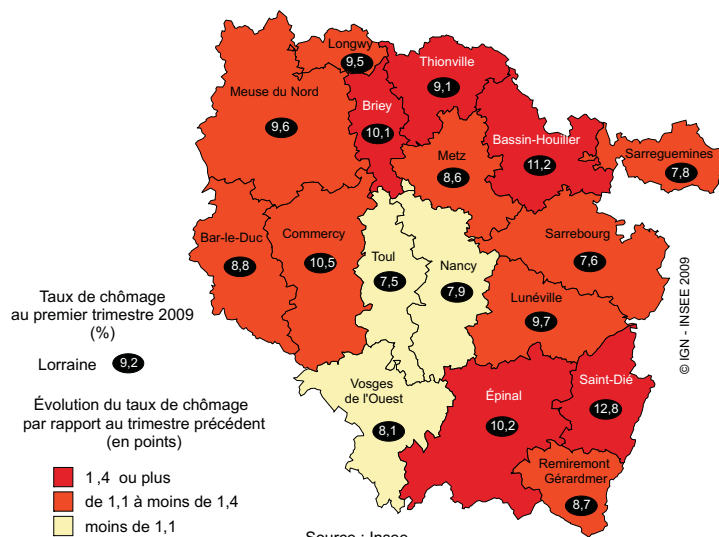 Longwy
9,5
Thionville
9,1
Meuse du Nord
9,6
Briey
10,1
Bassin-Houiller
11,2
Metz
8,6
Sarreguemines
7,8
Bar-le-Duc
8,8
Commercy
10,5
Toul
7,5
Nancy
7,9
Sarrebourg
7,6
Lunéville
9,7
Vosges
de l'Ouest
8,1
Épinal
10,2
Saint-Dié
12,8
Remiremont
Gérardmer
8,7
Taux de chômage
au premier trimestre 2009
(%)
Lorraine 9,2
Évolution du taux de chômage
par rapport au trimestre précédent
(en points)
1,4 ou plus
de 1,1 à moins de 1,4
moins de 1,1
© IGN - INSEE 2009
Source : Insee